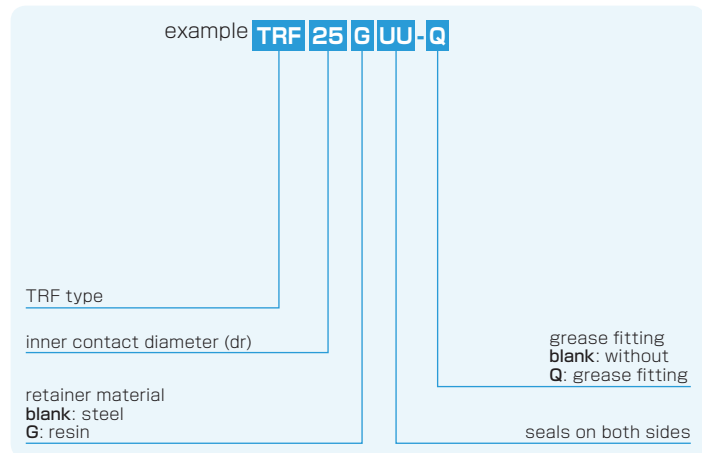 example TRF 25 G UU-Q
TRF type
inner contact diameter (dr)
retainer material
blank: steel
G: resin
grease fitting
blank: without
Q: grease fitting
seals on both sides